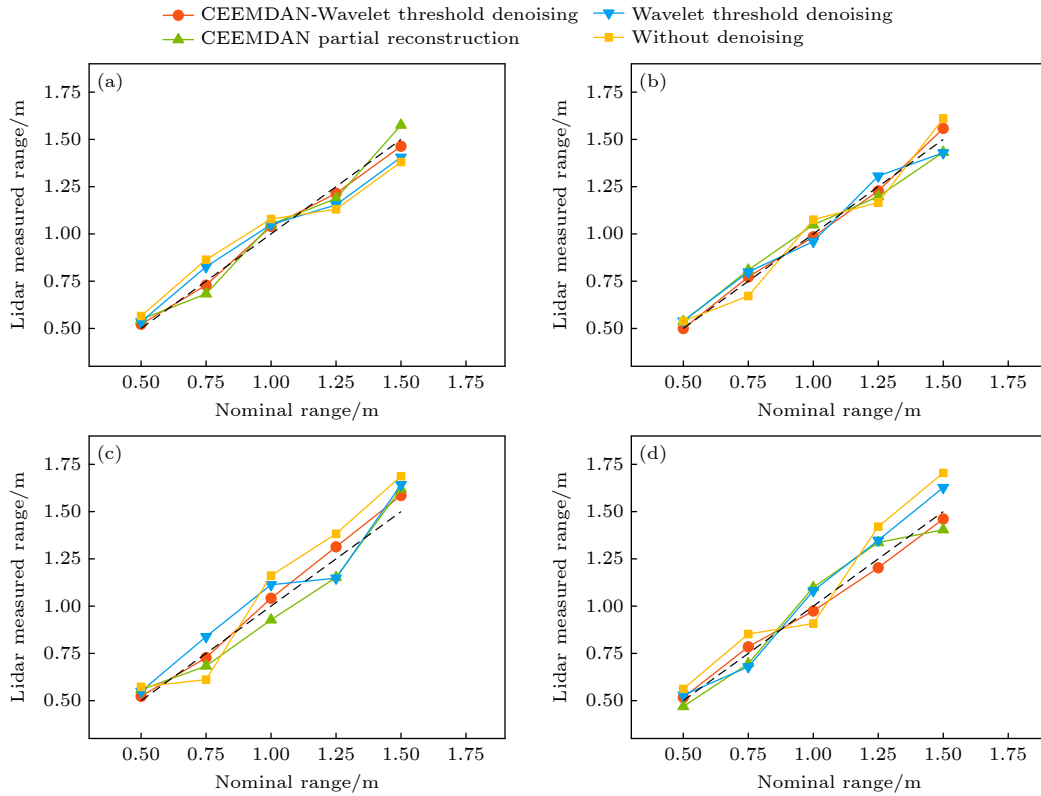 CEEMDAN-Wavelet threshold denoising
Wavelet threshold denoising
CEEMDAN partial reconstruction
Without denoising
(a)
1.75
1.50
1.25
1.00
0.75
0.50
Lidar measured range/m
0.50 0.75 1.00 1.25 1.50 1.75
Nominal range/m
(b)
1.75
1.50
1.25
1.00
0.75
0.50
Lidar measured range/m
0.50 0.75 1.00 1.25 1.50 1.75
Nominal range/m
(c)
1.75
1.50
1.25
1.00
0.75
0.50
Lidar measured range/m
0.50 0.75 1.00 1.25 1.50 1.75
Nominal range/m
(d)
1.75
1.50
1.25
1.00
0.75
0.50
Lidar measured range/m
0.50 0.75 1.00 1.25 1.50 1.75
Nominal range/m